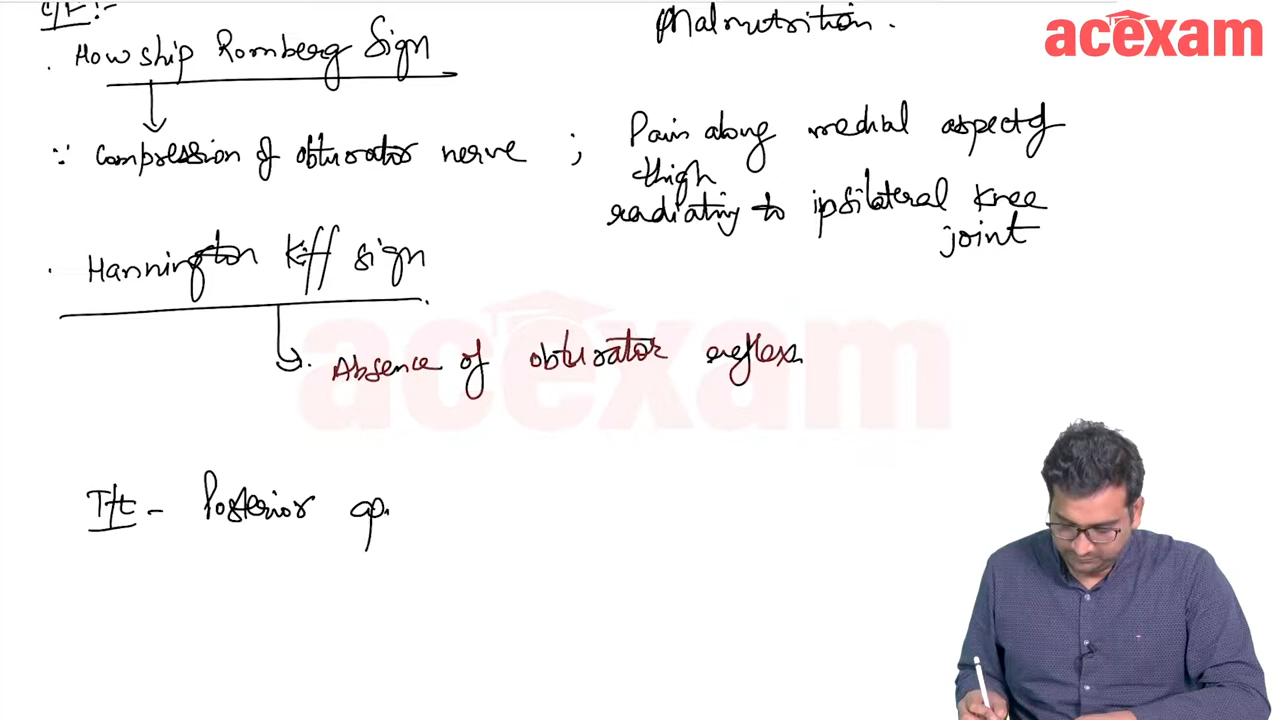 C/F :-
Malnutrition.
acexam
. Howship Romberg Sign
∵ Compression of obturator nerve ; Pain along medial aspect of
thigh
radiating to ipsilateral knee
joint
. Hannington Kiff sign
. Absence of obturator reflex.
acexam
T/t - Posterior ap.